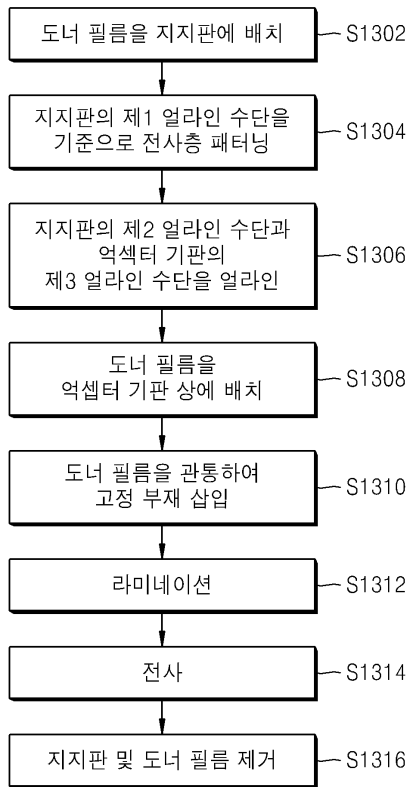 도너 필름을 지지판에 배치
S1302
지지판의 제1 얼라인 수단을
기준으로 전사층 패터닝
S1304
지지판의 제2 얼라인 수단과
억섹터 기판의
제3 얼라인 수단을 얼라인
S1306
도너 필름을
억셉터 기판 상에 배치
S1308
도너 필름을 관통하여
고정 부재 삽입
S1310
라미네이션
S1312
전사
S1314
지지판 및 도너 필름 제거
S1316